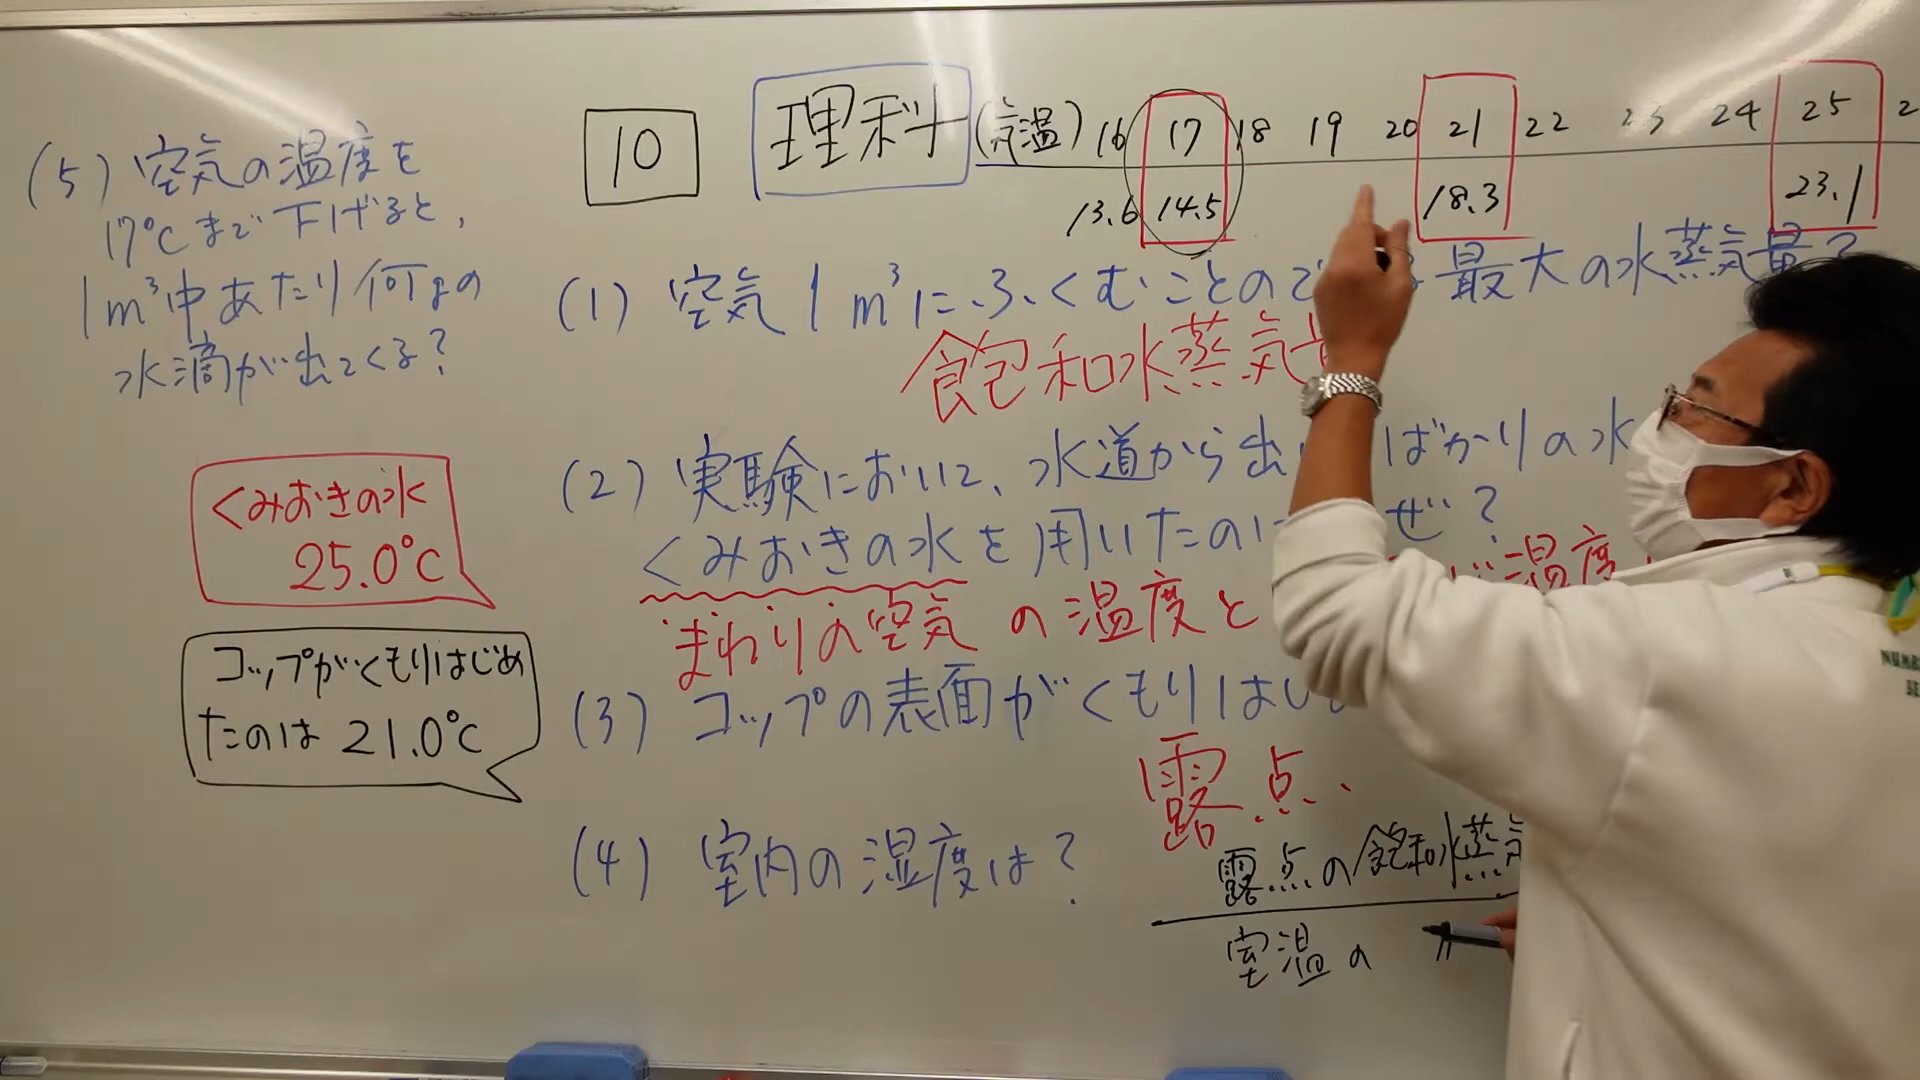 10
理科
(気温) 16 17 18 19 20 21 22 23 24 25 2
13.6 14.5 18.3 23.1
(1) 空気1m³にふくむことので 最大の水蒸気量?
飽和水蒸気
(2) 実験において、水道から出 ばかりの水
くみおきの水を用いたのは ぜ?
まわりの空気の温度と 温度
(3) コップの表面がくもりはじ
露点.
(4) 室内の湿度は?
露点の飽和水蒸気
室温の 〃
(5) 空気の温度を
17℃まで下げると,
1m³中あたり何gの
水滴が出てくる?
くみおきの水
25.0℃
コップがくもりはじめ
たのは 21.0℃
NUMB
SE